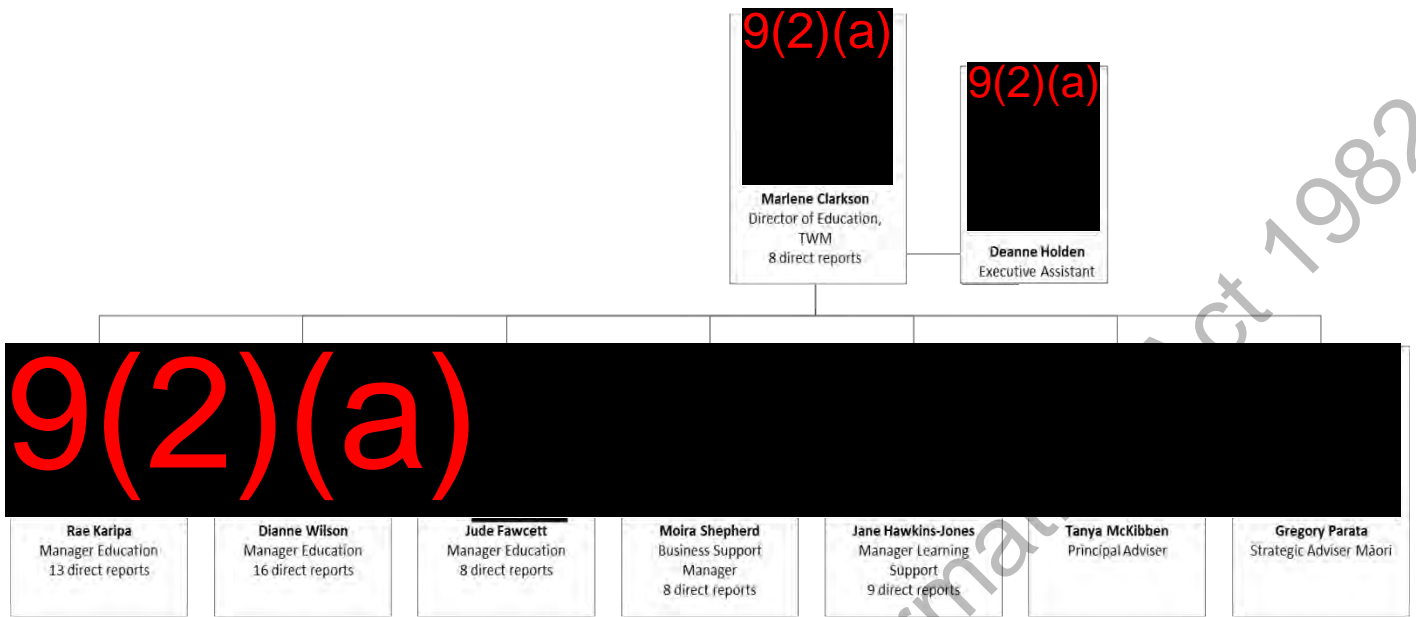 9(2)(a)
9(2)(a)
Marlene Clarkson
Director of Education,
TWM
8 direct reports
Deanne Holden
Executive Assistant
9(2)(a)
Rae Karipa
Manager Education
13 direct reports
Dianne Wilson
Manager Education
16 direct reports
Jude Fawcett
Manager Education
8 direct reports
Moira Shepherd
Business Support
Manager
8 direct reports
Jane Hawkins-Jones
Manager Learning
Support
9 direct reports
Tanya McKibben
Principal Adviser
Gregory Parata
Strategic Adviser Māori
Act 1982